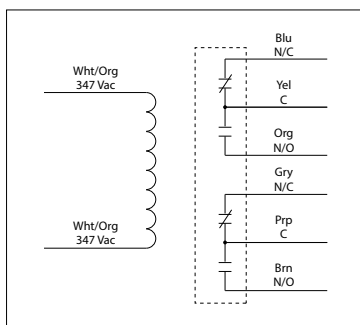 Wht/Org
347 Vac
Wht/Org
347 Vac
Blu
N/C
Yel
C
Org
N/O
Gry
N/C
Prp
C
Brn
N/O